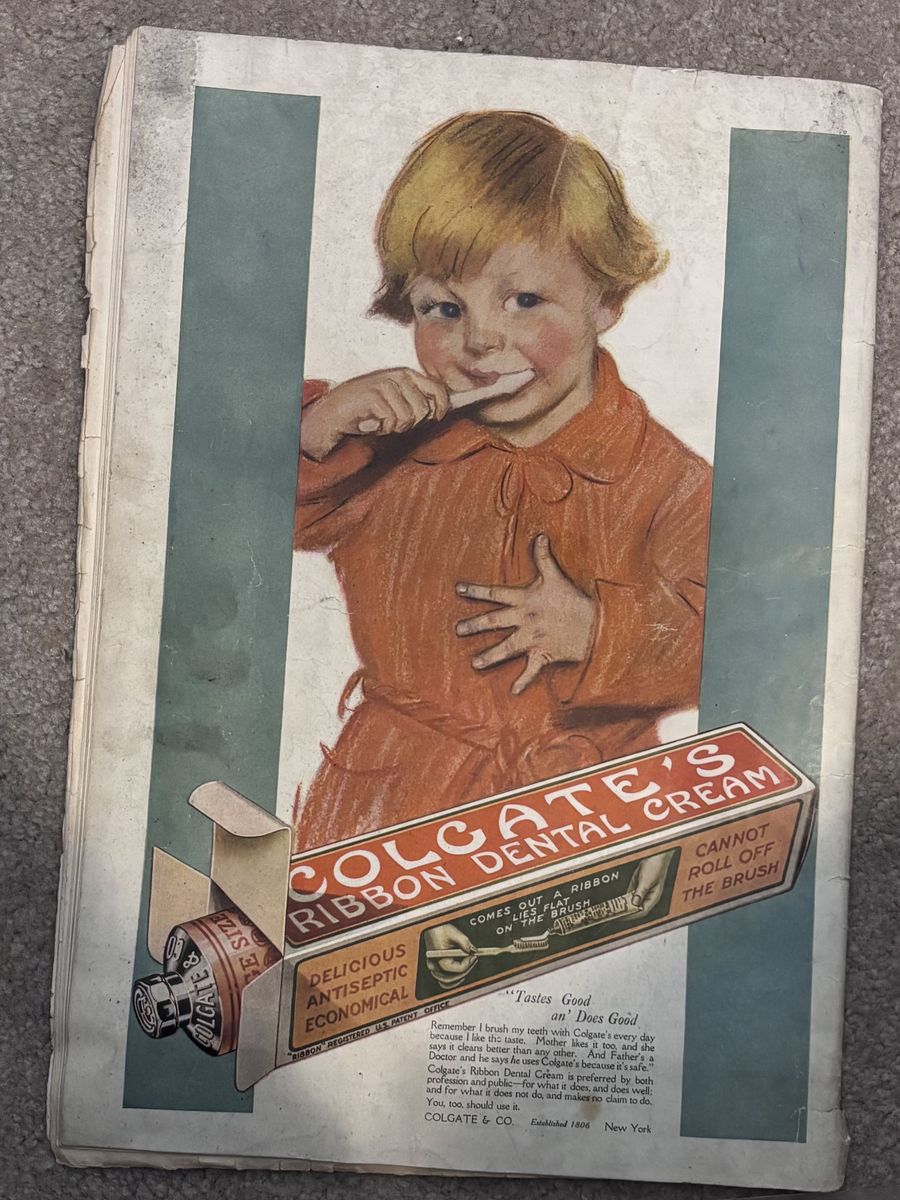 COLGATE'S
RIBBON DENTAL CREAM
COMES OUT A RIBBON
LIES FLAT
ON THE BRUSH
CANNOT
ROLL OFF
THE BRUSH
DELICIOUS
ANTISEPTIC
ECONOMICAL
"RIBBON" REGISTERED U.S. PATENT OFFICE
COLGATE &
SIZE
"Tastes Good
an' Does Good
Remember I brush my teeth with Colgate's every day
because I like the taste. Mother likes it too, and she
says it cleans better than any other. And Father's a
Doctor and he says he uses Colgate's because it's safe."
Colgate's Ribbon Dental Cream is preferred by both
profession and public—for what it does, and does well;
and for what it does not do, and makes no claim to do.
You, too, should use it.
COLGATE & CO. Established 1806 New York